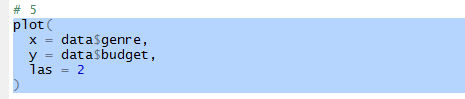 # 5
plot(
  x = data$genre,
  y = data$budget,
  las = 2
)